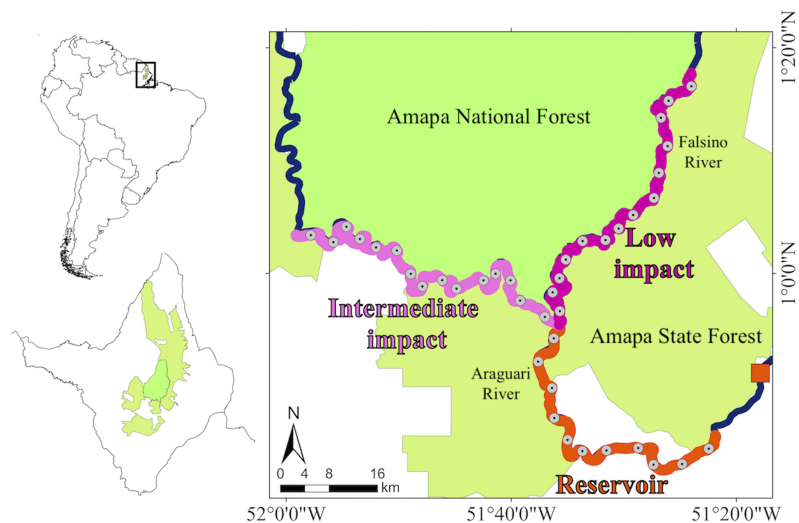 1°20'0"N
Amapa National Forest
Falsino
River
Low
impact
1°0'0"N
Intermediate
impact
Amapa State Forest
Araguari
River
N
0 4 8 16
km
Reservoir
52°0'0"W 51°40'0"W 51°20'0"W